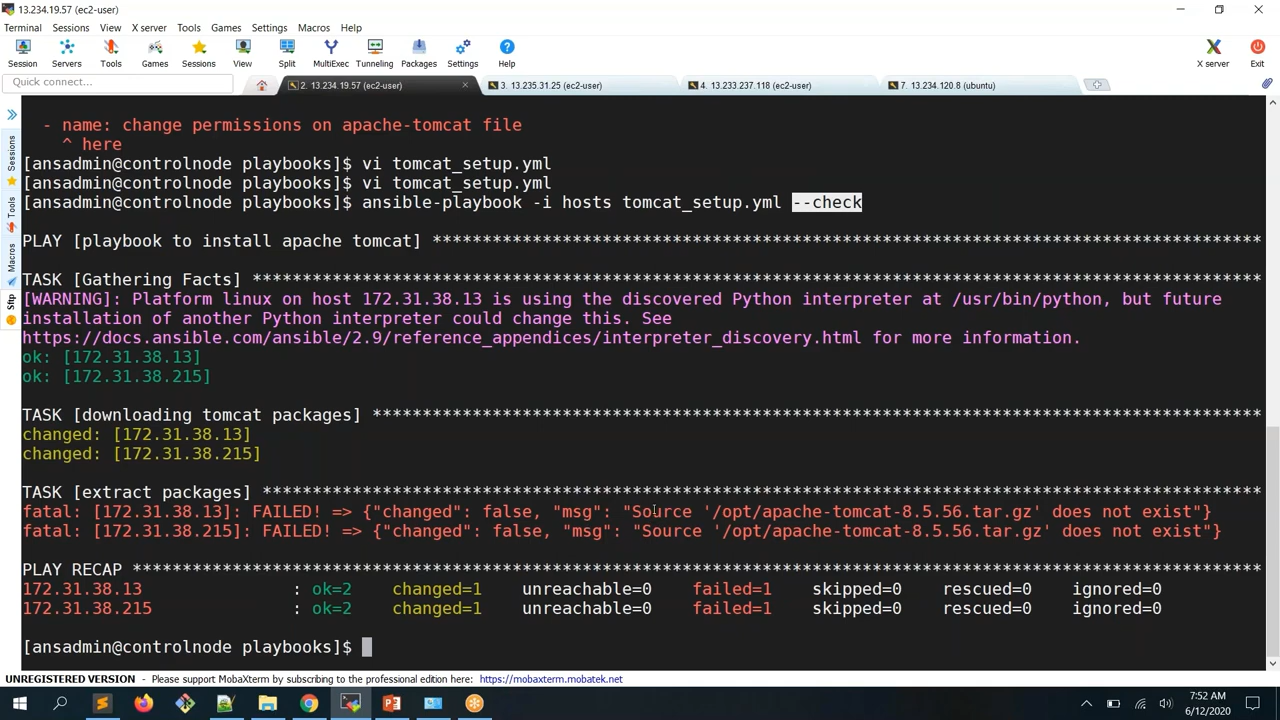 13.234.19.57 (ec2-user)
Terminal Sessions View X server Tools Games Settings Macros Help
Session Servers Tools Games Sessions View Split MultiExec Tunneling Packages Settings Help X server Exit
Quick connect...
2. 13.234.19.57 (ec2-user)
3. 13.235.31.25 (ec2-user)
4. 13.233.237.118 (ec2-user)
7. 13.234.120.8 (ubuntu)
Sessions
Tools
Macros
Sftp
- name: change permissions on apache-tomcat file
^ here
[ansadmin@controlnode playbooks]$ vi tomcat_setup.yml
[ansadmin@controlnode playbooks]$ vi tomcat_setup.yml
[ansadmin@controlnode playbooks]$ ansible-playbook -i hosts tomcat_setup.yml --check
PLAY [playbook to install apache tomcat] ***********************************************************************************
TASK [Gathering Facts] *****************************************************************************************************
[WARNING]: Platform linux on host 172.31.38.13 is using the discovered Python interpreter at /usr/bin/python, but future
installation of another Python interpreter could change this. See
https://docs.ansible.com/ansible/2.9/reference_appendices/interpreter_discovery.html for more information.
ok: [172.31.38.13]
ok: [172.31.38.215]
TASK [downloading tomcat packages] *****************************************************************************************
changed: [172.31.38.13]
changed: [172.31.38.215]
TASK [extract packages] ****************************************************************************************************
fatal: [172.31.38.13]: FAILED! => {"changed": false, "msg": "Source '/opt/apache-tomcat-8.5.56.tar.gz' does not exist"}
fatal: [172.31.38.215]: FAILED! => {"changed": false, "msg": "Source '/opt/apache-tomcat-8.5.56.tar.gz' does not exist"}
PLAY RECAP *****************************************************************************************************************
172.31.38.13 : ok=2 changed=1 unreachable=0 failed=1 skipped=0 rescued=0 ignored=0
172.31.38.215 : ok=2 changed=1 unreachable=0 failed=1 skipped=0 rescued=0 ignored=0
[ansadmin@controlnode playbooks]$
UNREGISTERED VERSION - Please support MobaXterm by subscribing to the professional edition here: https://mobaxterm.mobatek.net
7:52 AM
6/12/2020